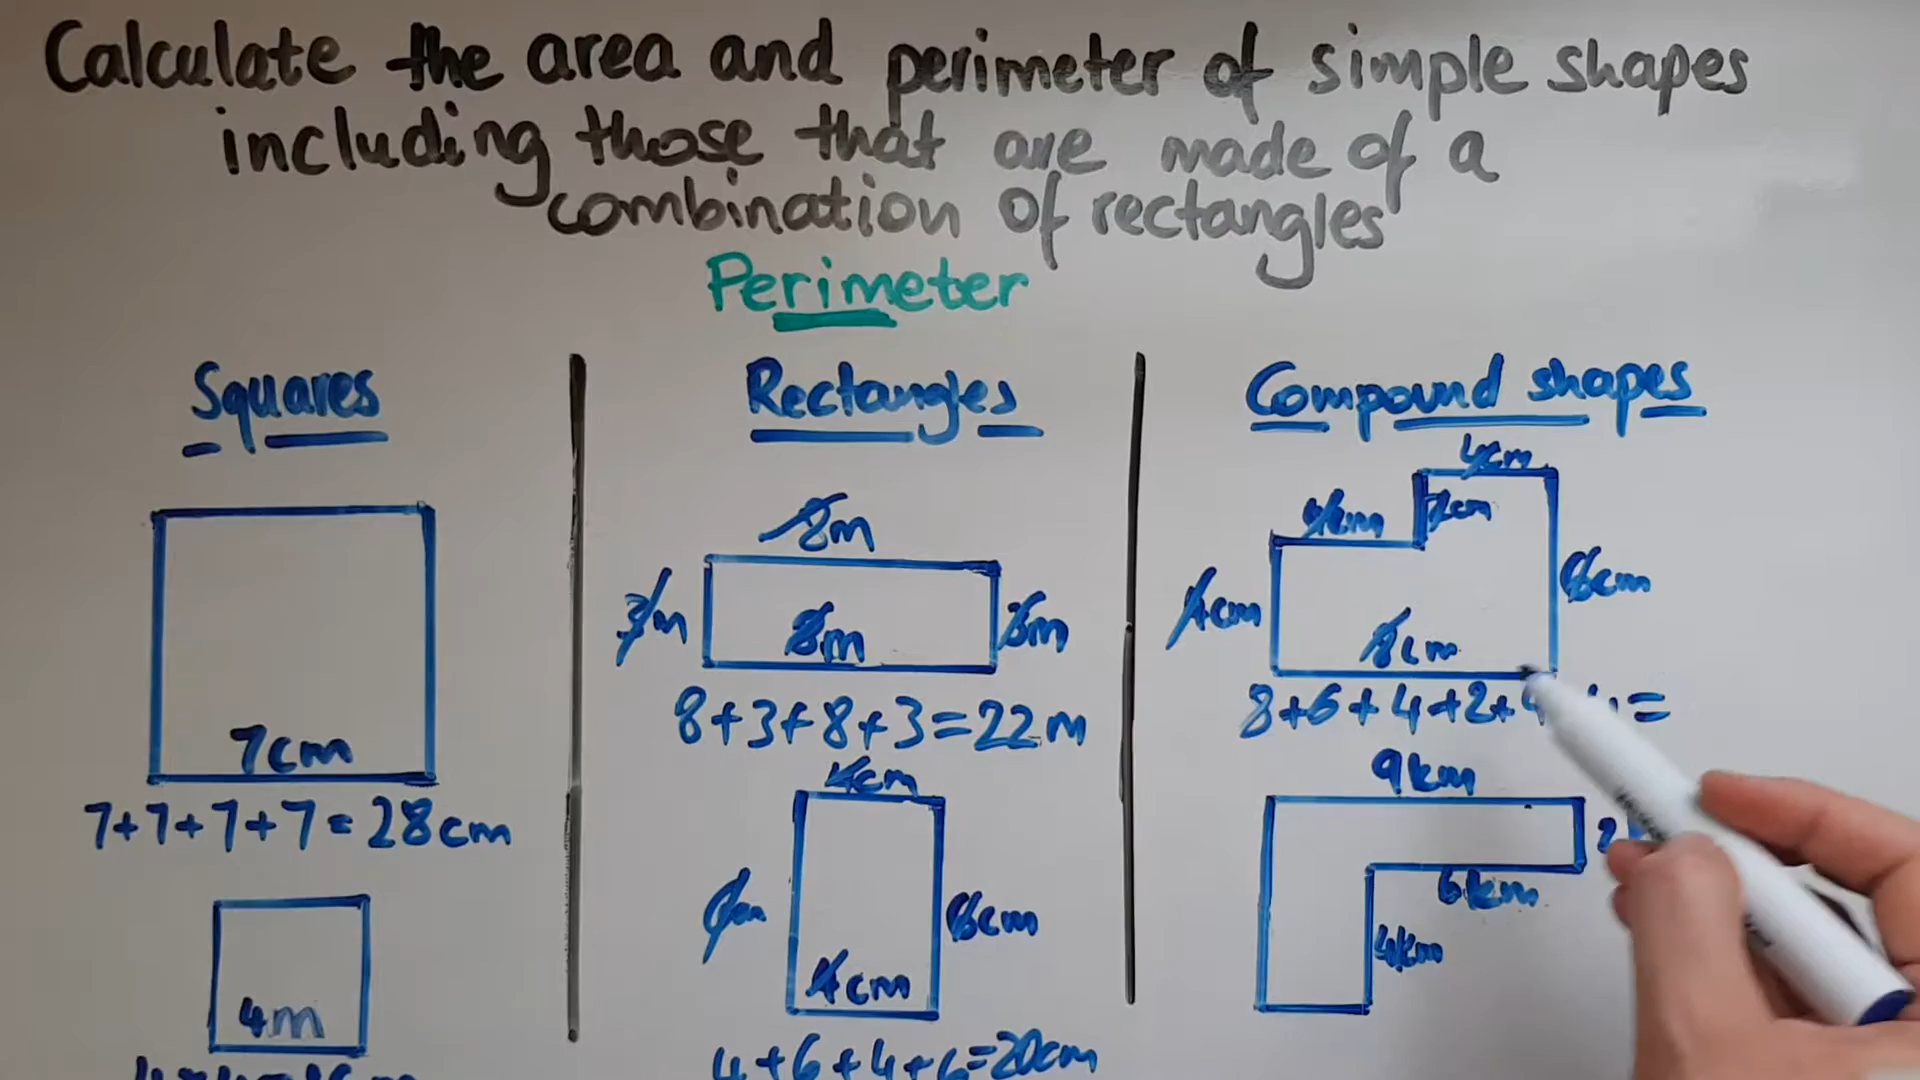 Calculate the area and perimeter of simple shapes
including those that are made of a
combination of rectangles
Perimeter
Squares
7cm
7+7+7+7=28cm
4m
Rectangles
8m
3m
8m
3m
8+3+8+3=22m
4cm
6cm
4cm
4+6+4+6=20cm
Compound shapes
4cm
4cm
2cm
4cm
6cm
8cm
8+6+4+2+4
=
9km
2
6km
4km